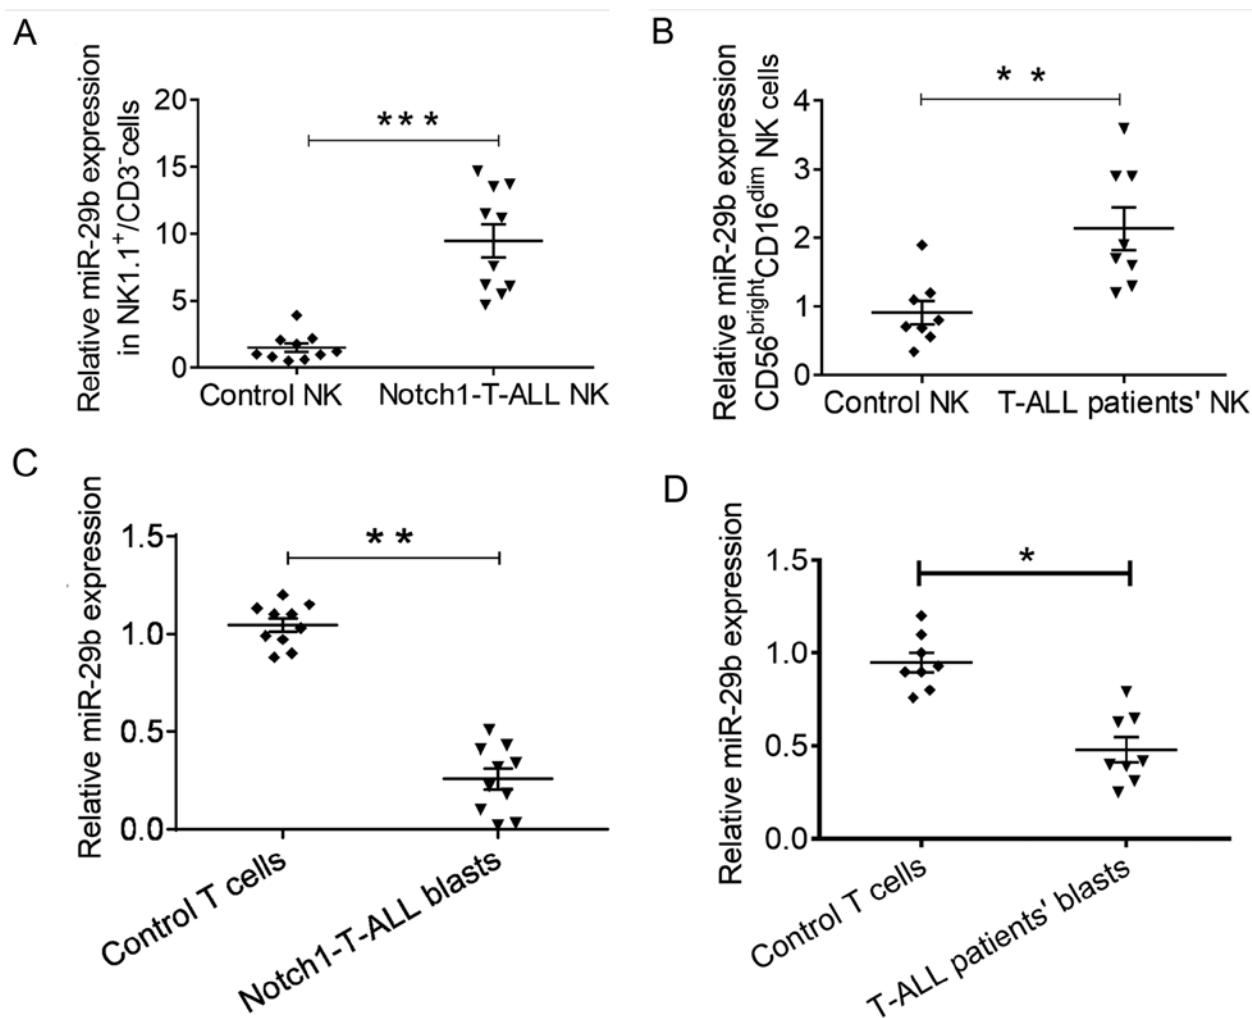 A
Relative miR-29b expression
in NK1.1⁺/CD3⁻cells
20
15
10
5
0
***
Control NK
Notch1-T-ALL NK
B
Relative miR-29b expression
CD56ᵇʳⁱᵍʰᵗCD16ᵈⁱᵐ NK cells
4
3
2
1
0
* *
Control NK
T-ALL patients' NK
C
Relative miR-29b expression
1.5
1.0
0.5
0.0
* *
Control T cells
Notch1-T-ALL blasts
D
Relative miR-29b expression
1.5
1.0
0.5
0.0
*
Control T cells
T-ALL patients' blasts